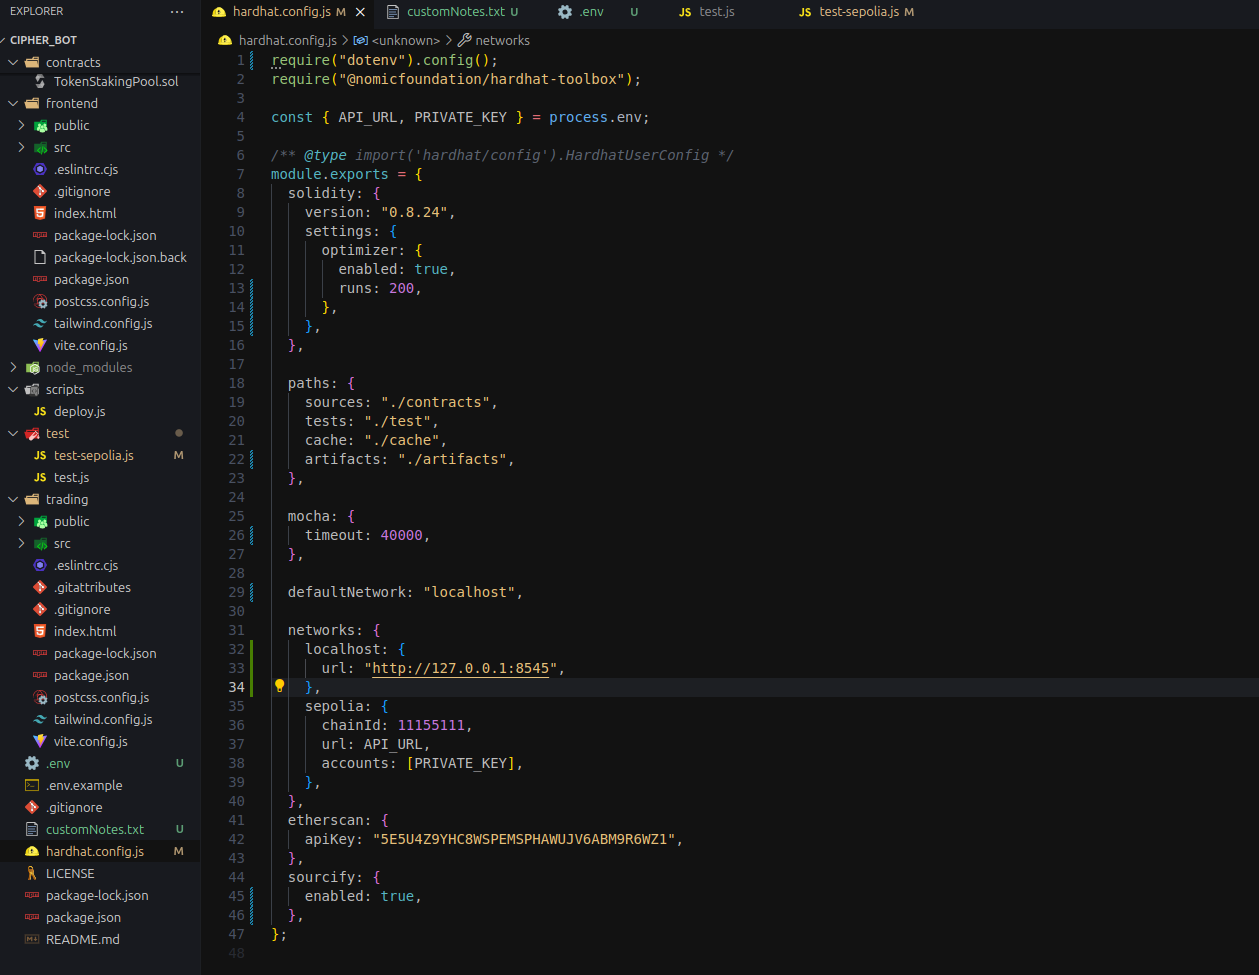 EXPLORER ...
CIPHER_BOT
contracts
TokenStakingPool.sol
frontend
public
src
.eslintrc.cjs
.gitignore
index.html
package-lock.json
package-lock.json.back
package.json
postcss.config.js
tailwind.config.js
vite.config.js
node_modules
scripts
JS deploy.js
test
JS test-sepolia.js M
JS test.js
trading
public
src
.eslintrc.cjs
.gitattributes
.gitignore
index.html
package-lock.json
package.json
postcss.config.js
tailwind.config.js
vite.config.js
.env U
.env.example
.gitignore
customNotes.txt U
hardhat.config.js M
LICENSE
package-lock.json
package.json
README.md
hardhat.config.js M customNotes.txt U .env U JS test.js JS test-sepolia.js M
hardhat.config.js > <unknown> > networks
1 require("dotenv").config();
2 require("@nomicfoundation/hardhat-toolbox");
3
4 const { API_URL, PRIVATE_KEY } = process.env;
5
6 /** @type import('hardhat/config').HardhatUserConfig */
7 module.exports = {
8 solidity: {
9 version: "0.8.24",
10 settings: {
11 optimizer: {
12 enabled: true,
13 runs: 200,
14 },
15 },
16 },
17
18 paths: {
19 sources: "./contracts",
20 tests: "./test",
21 cache: "./cache",
22 artifacts: "./artifacts",
23 },
24
25 mocha: {
26 timeout: 40000,
27 },
28
29 defaultNetwork: "localhost",
30
31 networks: {
32 localhost: {
33 url: "http://127.0.0.1:8545",
34 },
35 sepolia: {
36 chainId: 11155111,
37 url: API_URL,
38 accounts: [PRIVATE_KEY],
39 },
40 },
41 etherscan: {
42 apiKey: "5E5U4Z9YHC8WSPEMSPHAWUJV6ABM9R6WZ1",
43 },
44 sourcify: {
45 enabled: true,
46 },
47 };
48